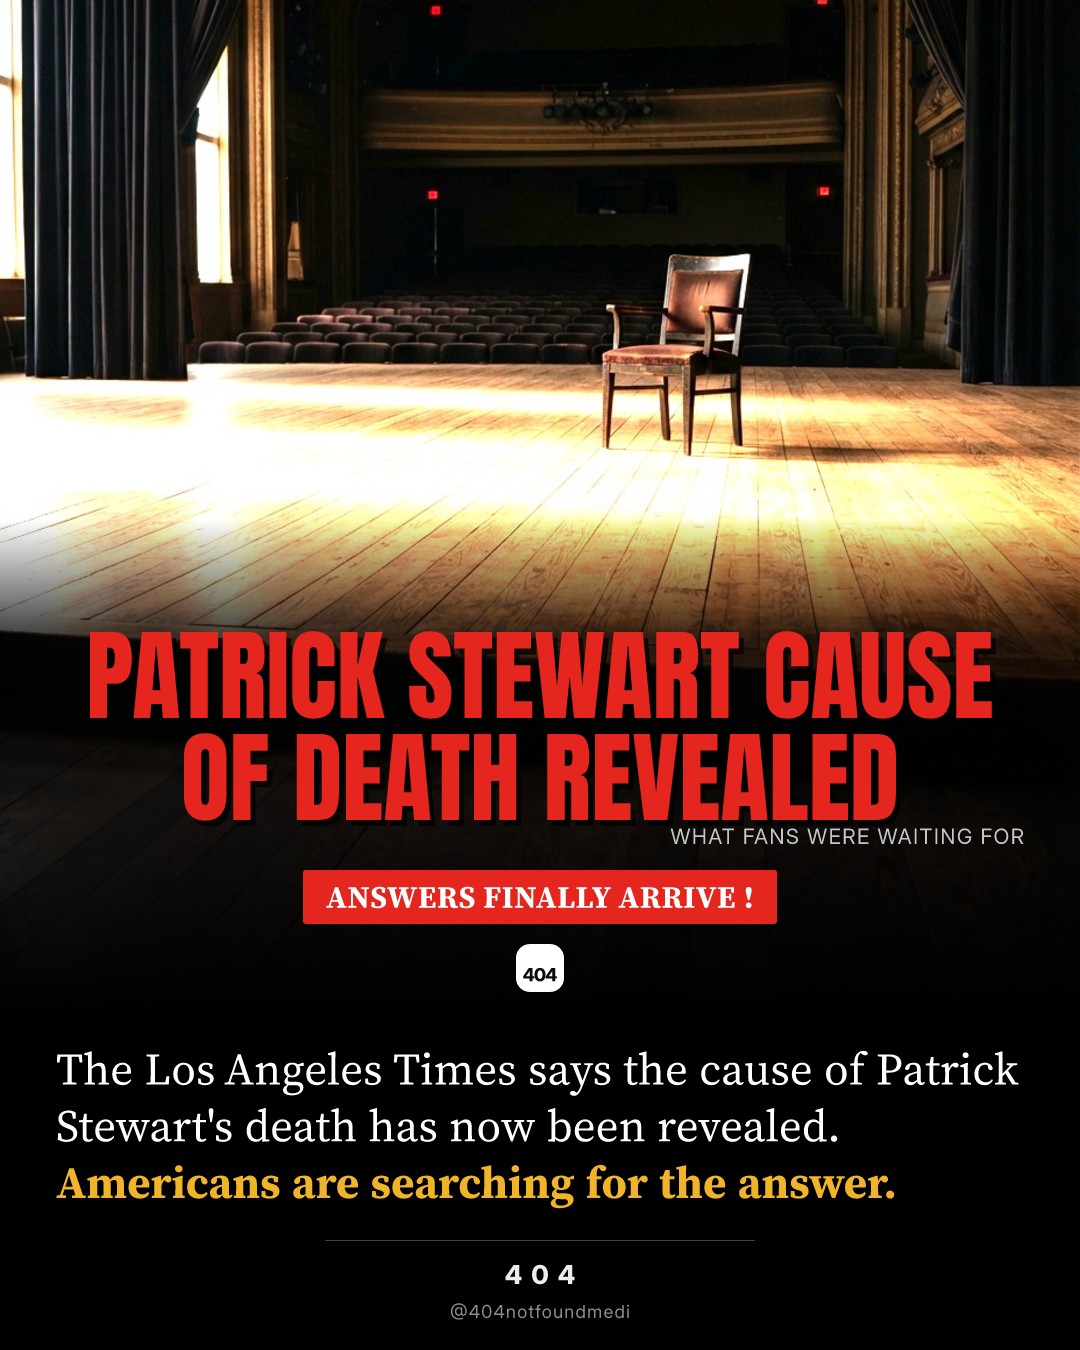 PATRICK STEWART CAUSE
OF DEATH REVEALED
WHAT FANS WERE WAITING FOR
ANSWERS FINALLY ARRIVE !
404
The Los Angeles Times says the cause of Patrick
Stewart's death has now been revealed.
Americans are searching for the answer.
404
@404notfoundmedi